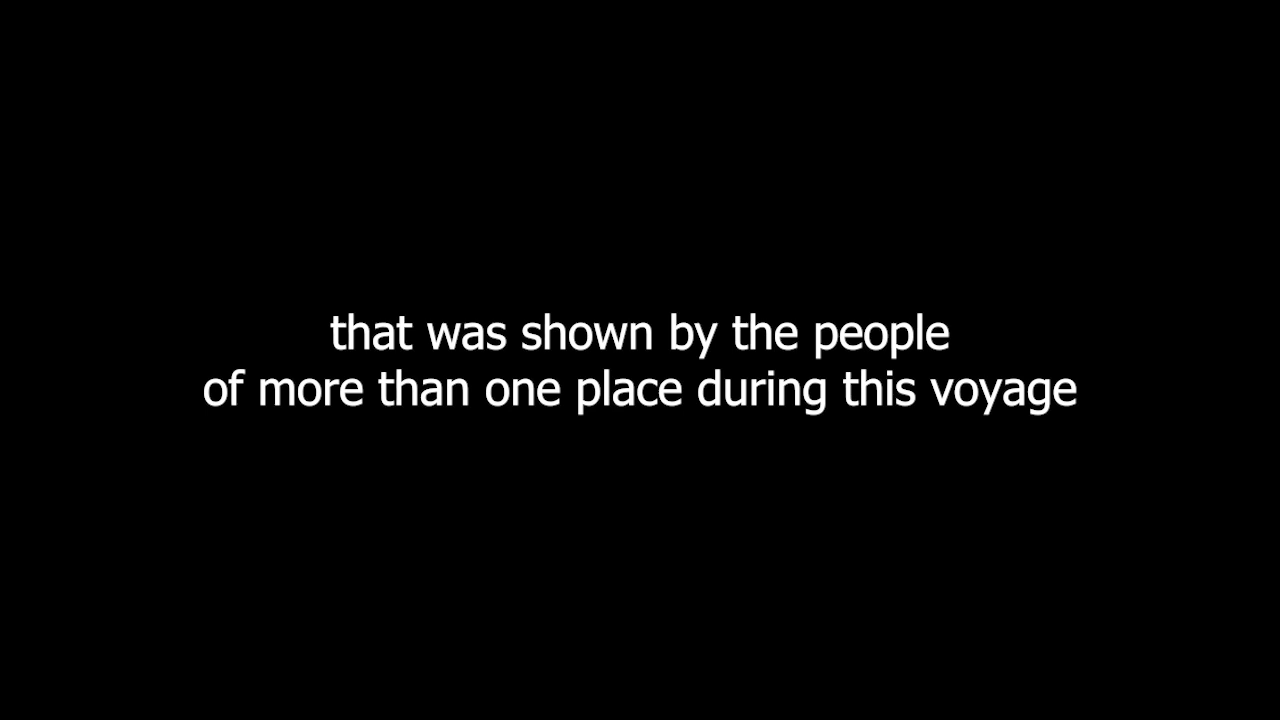 that was shown by the people
of more than one place during this voyage